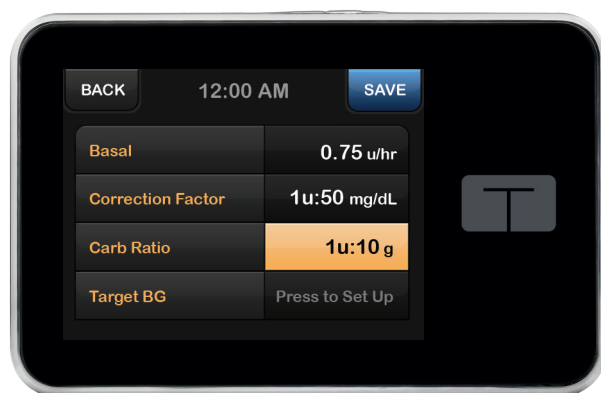 BACK 12:00 AM SAVE
Basal 0.75 u/hr
Correction Factor 1u:50 mg/dL
Carb Ratio 1u:10 g
Target BG Press to Set Up